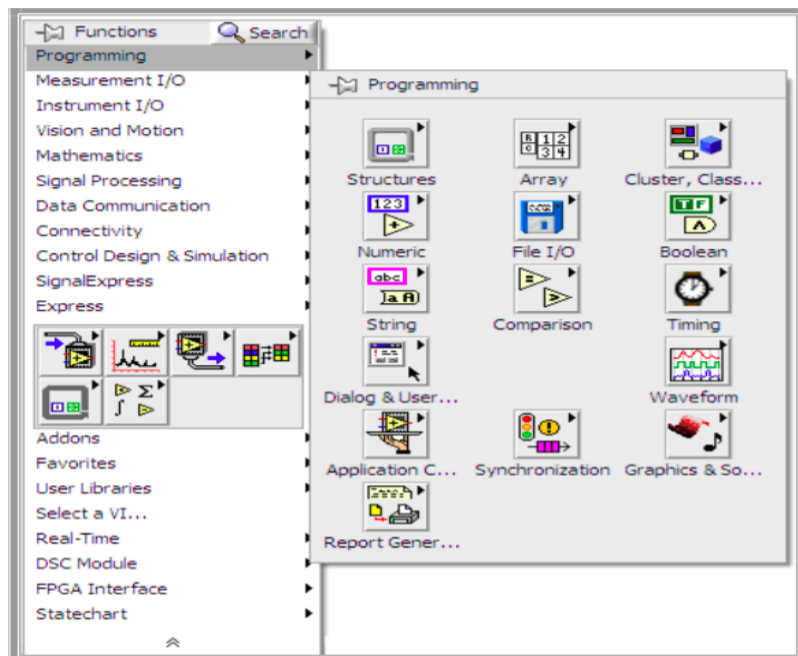 Functions
Search
Programming
Measurement I/O
Instrument I/O
Vision and Motion
Mathematics
Signal Processing
Data Communication
Connectivity
Control Design & Simulation
SignalExpress
Express
Addons
Favorites
User Libraries
Select a VI...
Real-Time
DSC Module
FPGA Interface
Statechart
Programming
Structures
Array
Cluster, Class...
Numeric
File I/O
Boolean
String
Comparison
Timing
Dialog & User...
Waveform
Application C...
Synchronization
Graphics & So...
Report Gener...